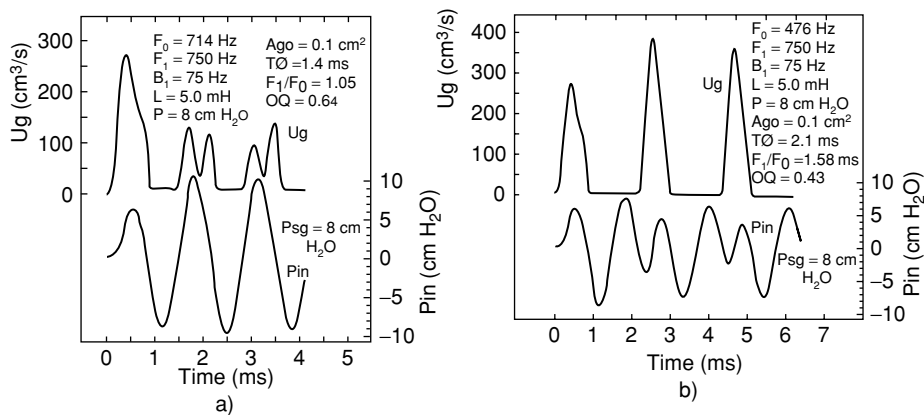 300
200
100
0
Ug (cm³/s)
F₀ = 714 Hz
F₁ = 750 Hz
B₁ = 75 Hz
L = 5.0 mH
P = 8 cm H₂O
Ago = 0.1 cm²
TØ = 1.4 ms
F₁/F₀ = 1.05
OQ = 0.64
Ug
10
5
0
−5
−10
Pin (cm H₂O)
Psg = 8 cm
H₂O
Pin
0 1 2 3 4 5
Time (ms)
a)
400
300
200
100
0
Ug (cm³/s)
F₀ = 476 Hz
F₁ = 750 Hz
B₁ = 75 Hz
L = 5.0 mH
P = 8 cm H₂O
Ago = 0.1 cm²
TØ = 2.1 ms
F₁/F₀ = 1.58 ms
OQ = 0.43
Ug
10
5
0
−5
−10
Pin (cm H₂O)
Pin
Psg = 8 cm
H₂O
0 1 2 3 4 5 6 7
Time (ms)
b)